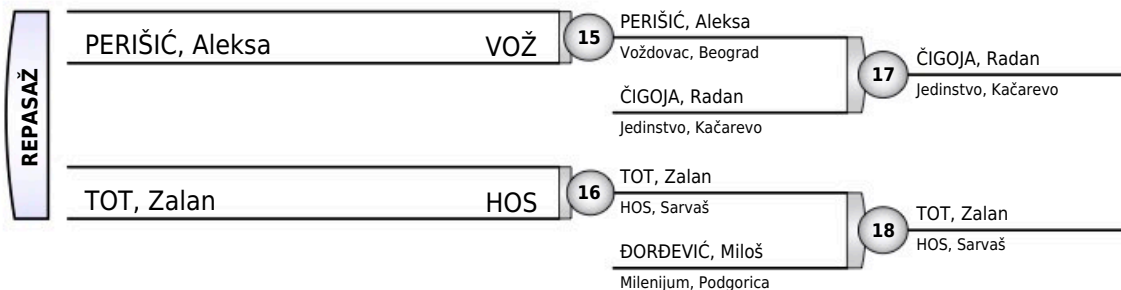 REPASAŽ
PERIŠIĆ, Aleksa VOŽ
15
PERIŠIĆ, Aleksa
Voždovac, Beograd
ČIGOJA, Radan
Jedinstvo, Kačarevo
17
ČIGOJA, Radan
Jedinstvo, Kačarevo
TOT, Zalan HOS
16
TOT, Zalan
HOS, Sarvaš
ĐORĐEVIĆ, Miloš
Milenijum, Podgorica
18
TOT, Zalan
HOS, Sarvaš